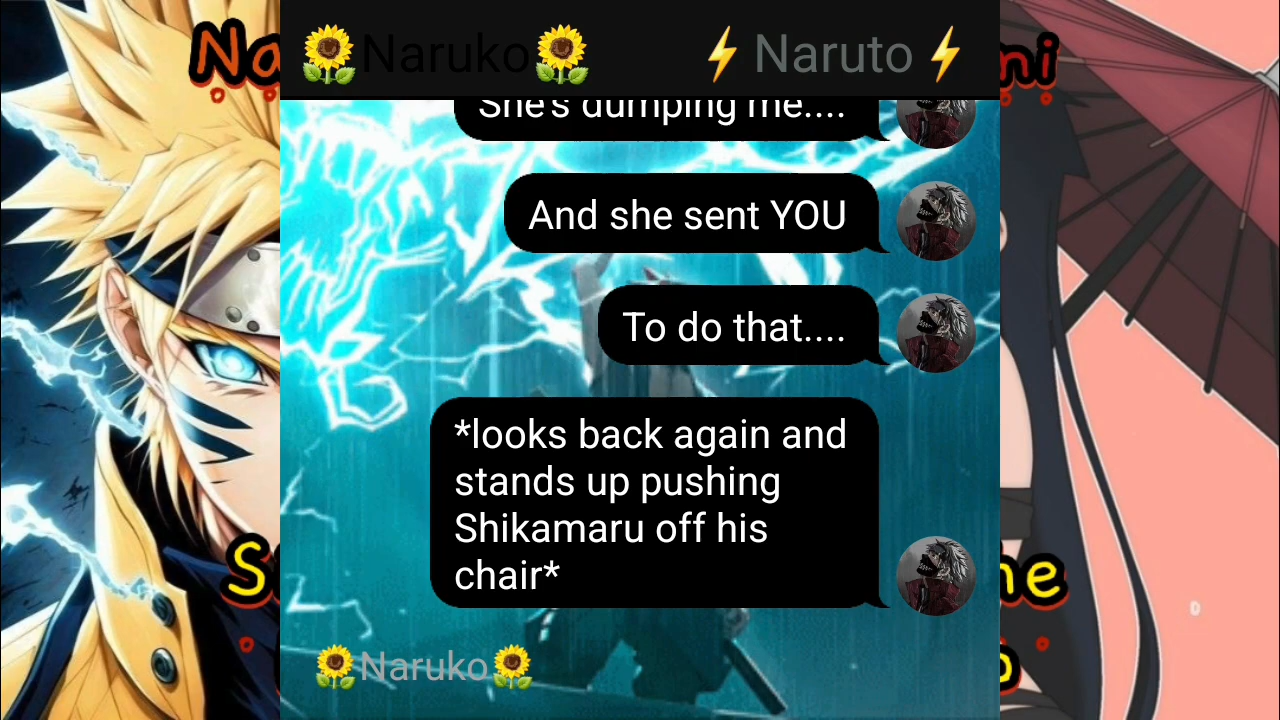 🌻Naruko🌻 ⚡ Naruto ⚡
She's dumping me....
And she sent YOU
To do that....
*looks back again and
stands up pushing
Shikamaru off his
chair*
🌻Naruko🌻